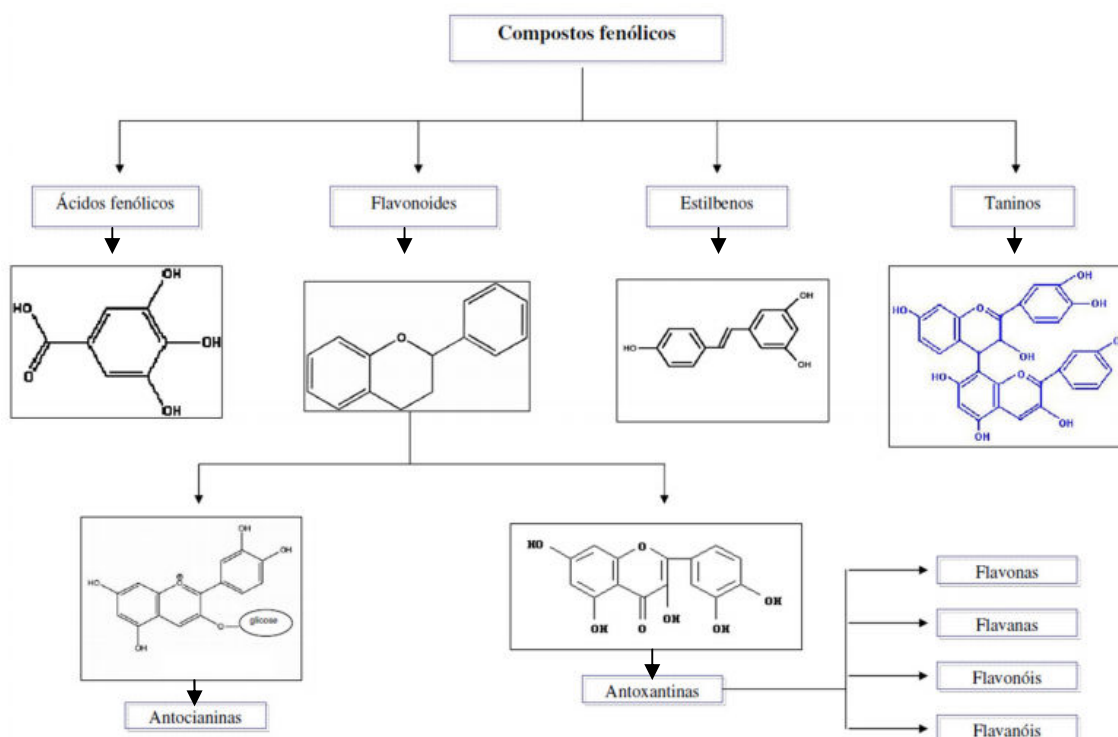 Compostos fenólicos
Ácidos fenólicos
Flavonoides
Estilbenos
Taninos
OH
HO
OH
O
OH
O
OH
HO
OH
OH
OH
HO
O
OH
HO
O
OH
OH
OH
OH
OH
HO
O
glicose
OH
HO
O
OH
OH
O
OH
OH
Flavonas
Flavanas
Flavonóis
Flavanóis
Antocianinas
Antoxantinas